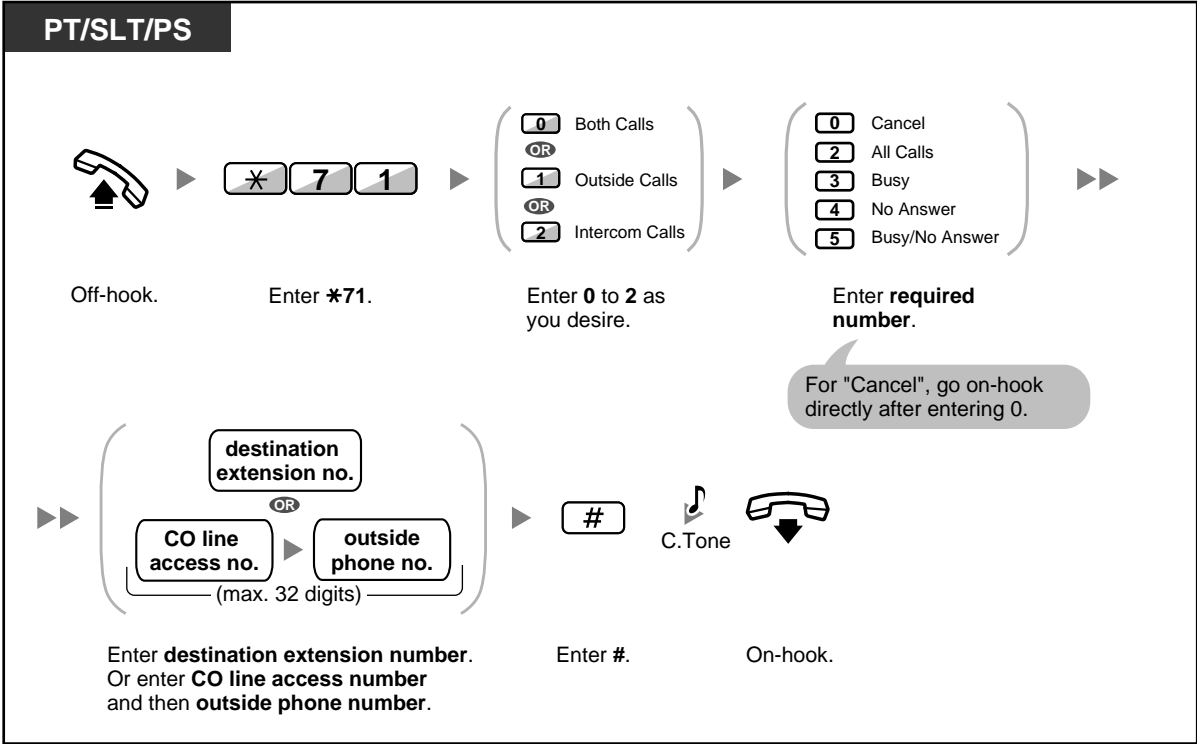 PT/SLT/PS
✳ 7 1
0 Both Calls
OR
1 Outside Calls
OR
2 Intercom Calls
0 Cancel
2 All Calls
3 Busy
4 No Answer
5 Busy/No Answer
Off-hook.
Enter ✳71.
Enter 0 to 2 as
you desire.
Enter required
number.
For "Cancel", go on-hook
directly after entering 0.
destination
extension no.
OR
CO line
access no.
outside
phone no.
(max. 32 digits)
#
C.Tone
Enter destination extension number.
Or enter CO line access number
and then outside phone number.
Enter #.
On-hook.